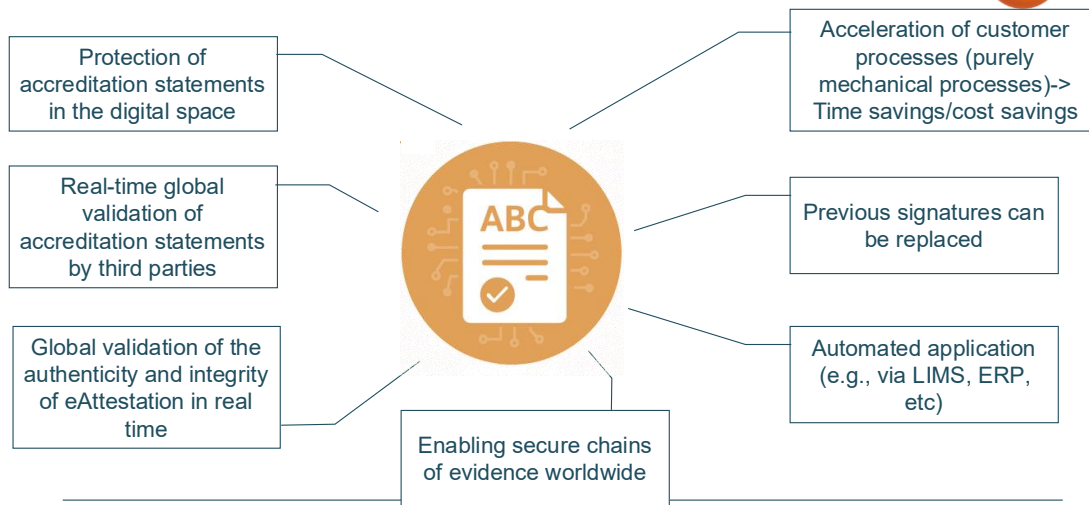 Protection of
accreditation statements
in the digital space
Real-time global
validation of
accreditation statements
by third parties
Global validation of the
authenticity and integrity
of eAttestation in real
time
ABC
Enabling secure chains
of evidence worldwide
Acceleration of customer
processes (purely
mechanical processes)->
Time savings/cost savings
Previous signatures can
be replaced
Automated application
(e.g., via LIMS, ERP,
etc)